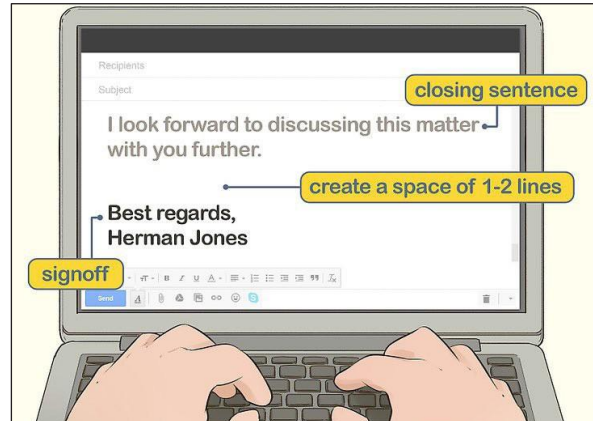 Recipients
Subject
closing sentence
I look forward to discussing this matter
with you further.
create a space of 1-2 lines
Best regards,
Herman Jones
signoff
B I U A
Send A